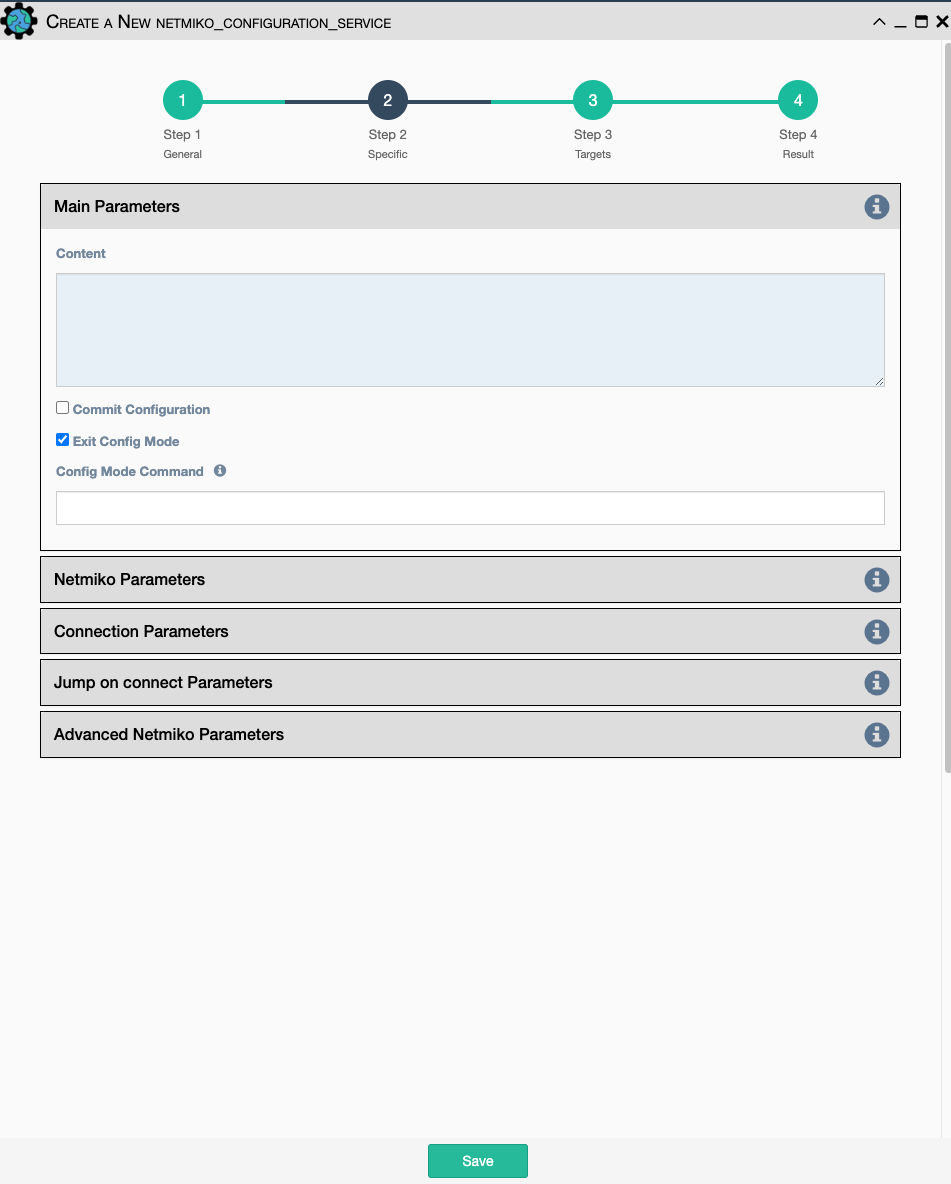 Create a New netmiko_configuration_service
1 2 3 4
Step 1 Step 2 Step 3 Step 4
General Specific Targets Result
Main Parameters
Content
Commit Configuration
Exit Config Mode
Config Mode Command
Netmiko Parameters
Connection Parameters
Jump on connect Parameters
Advanced Netmiko Parameters
Save